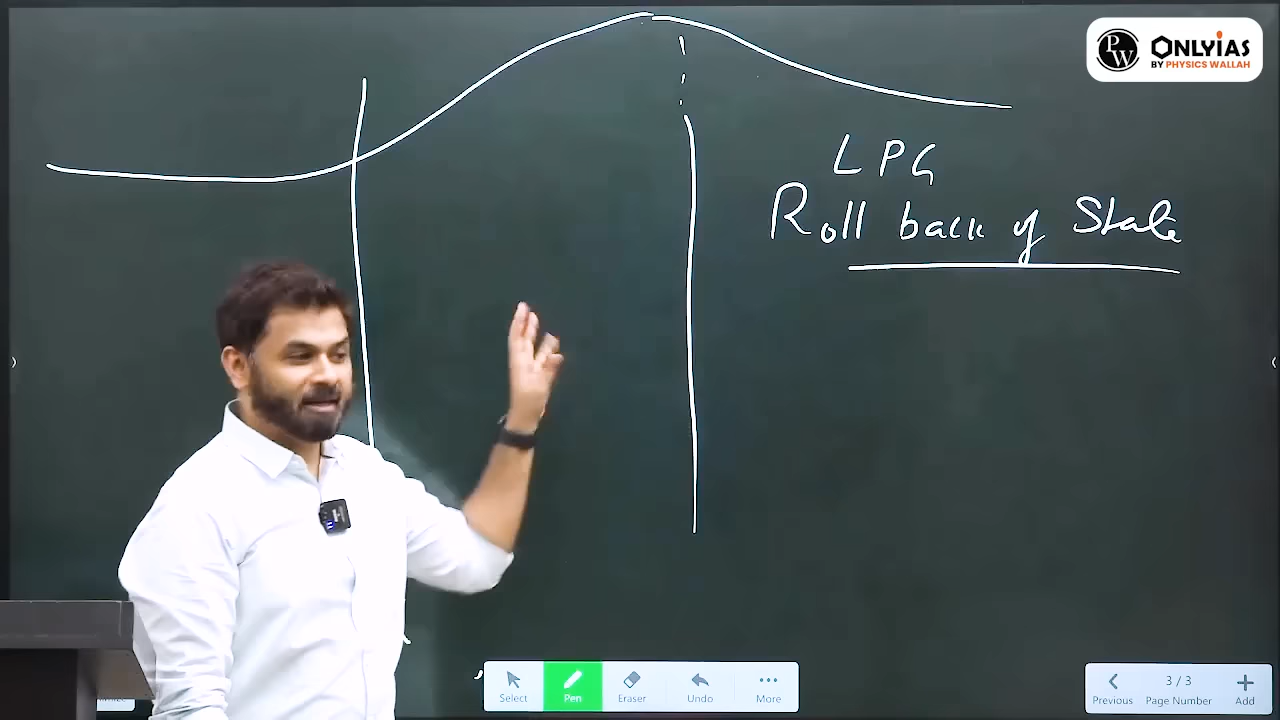 PW ONLYIAS
BY PHYSICS WALLAH
LPG
Roll back of State
Select
Pen
Eraser
Undo
More
3 / 3
Previous
Page Number
Add